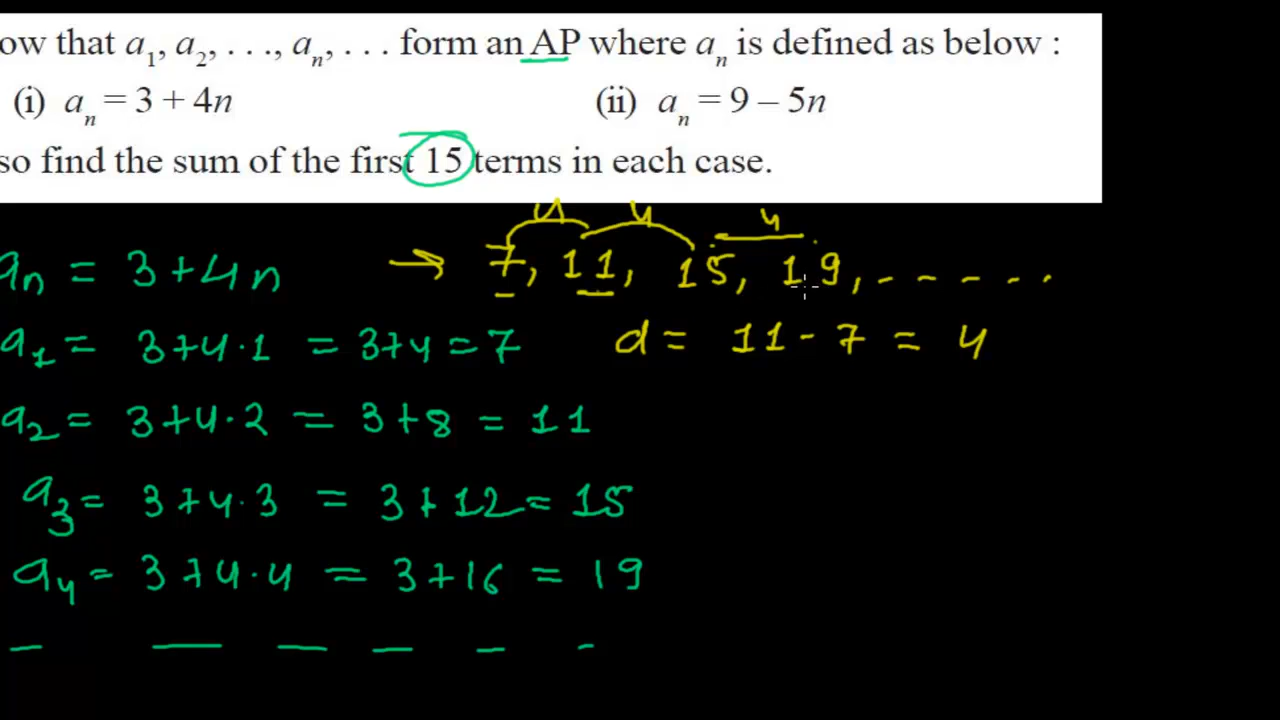 ow that a₁, a₂, . . ., aₙ, . . . form an AP where aₙ is defined as below :
(i) aₙ = 3 + 4n (ii) aₙ = 9 – 5n
so find the sum of the first 15 terms in each case.
4 4 4
aₙ = 3 + 4n → 7, 11, 15, 19, - - - - . .
a₁ = 3 + 4 · 1 = 3 + 4 = 7 d = 11 - 7 = 4
a₂ = 3 + 4 · 2 = 3 + 8 = 11
a₃ = 3 + 4 · 3 = 3 + 12 = 15
a₄ = 3 + 4 · 4 = 3 + 16 = 19